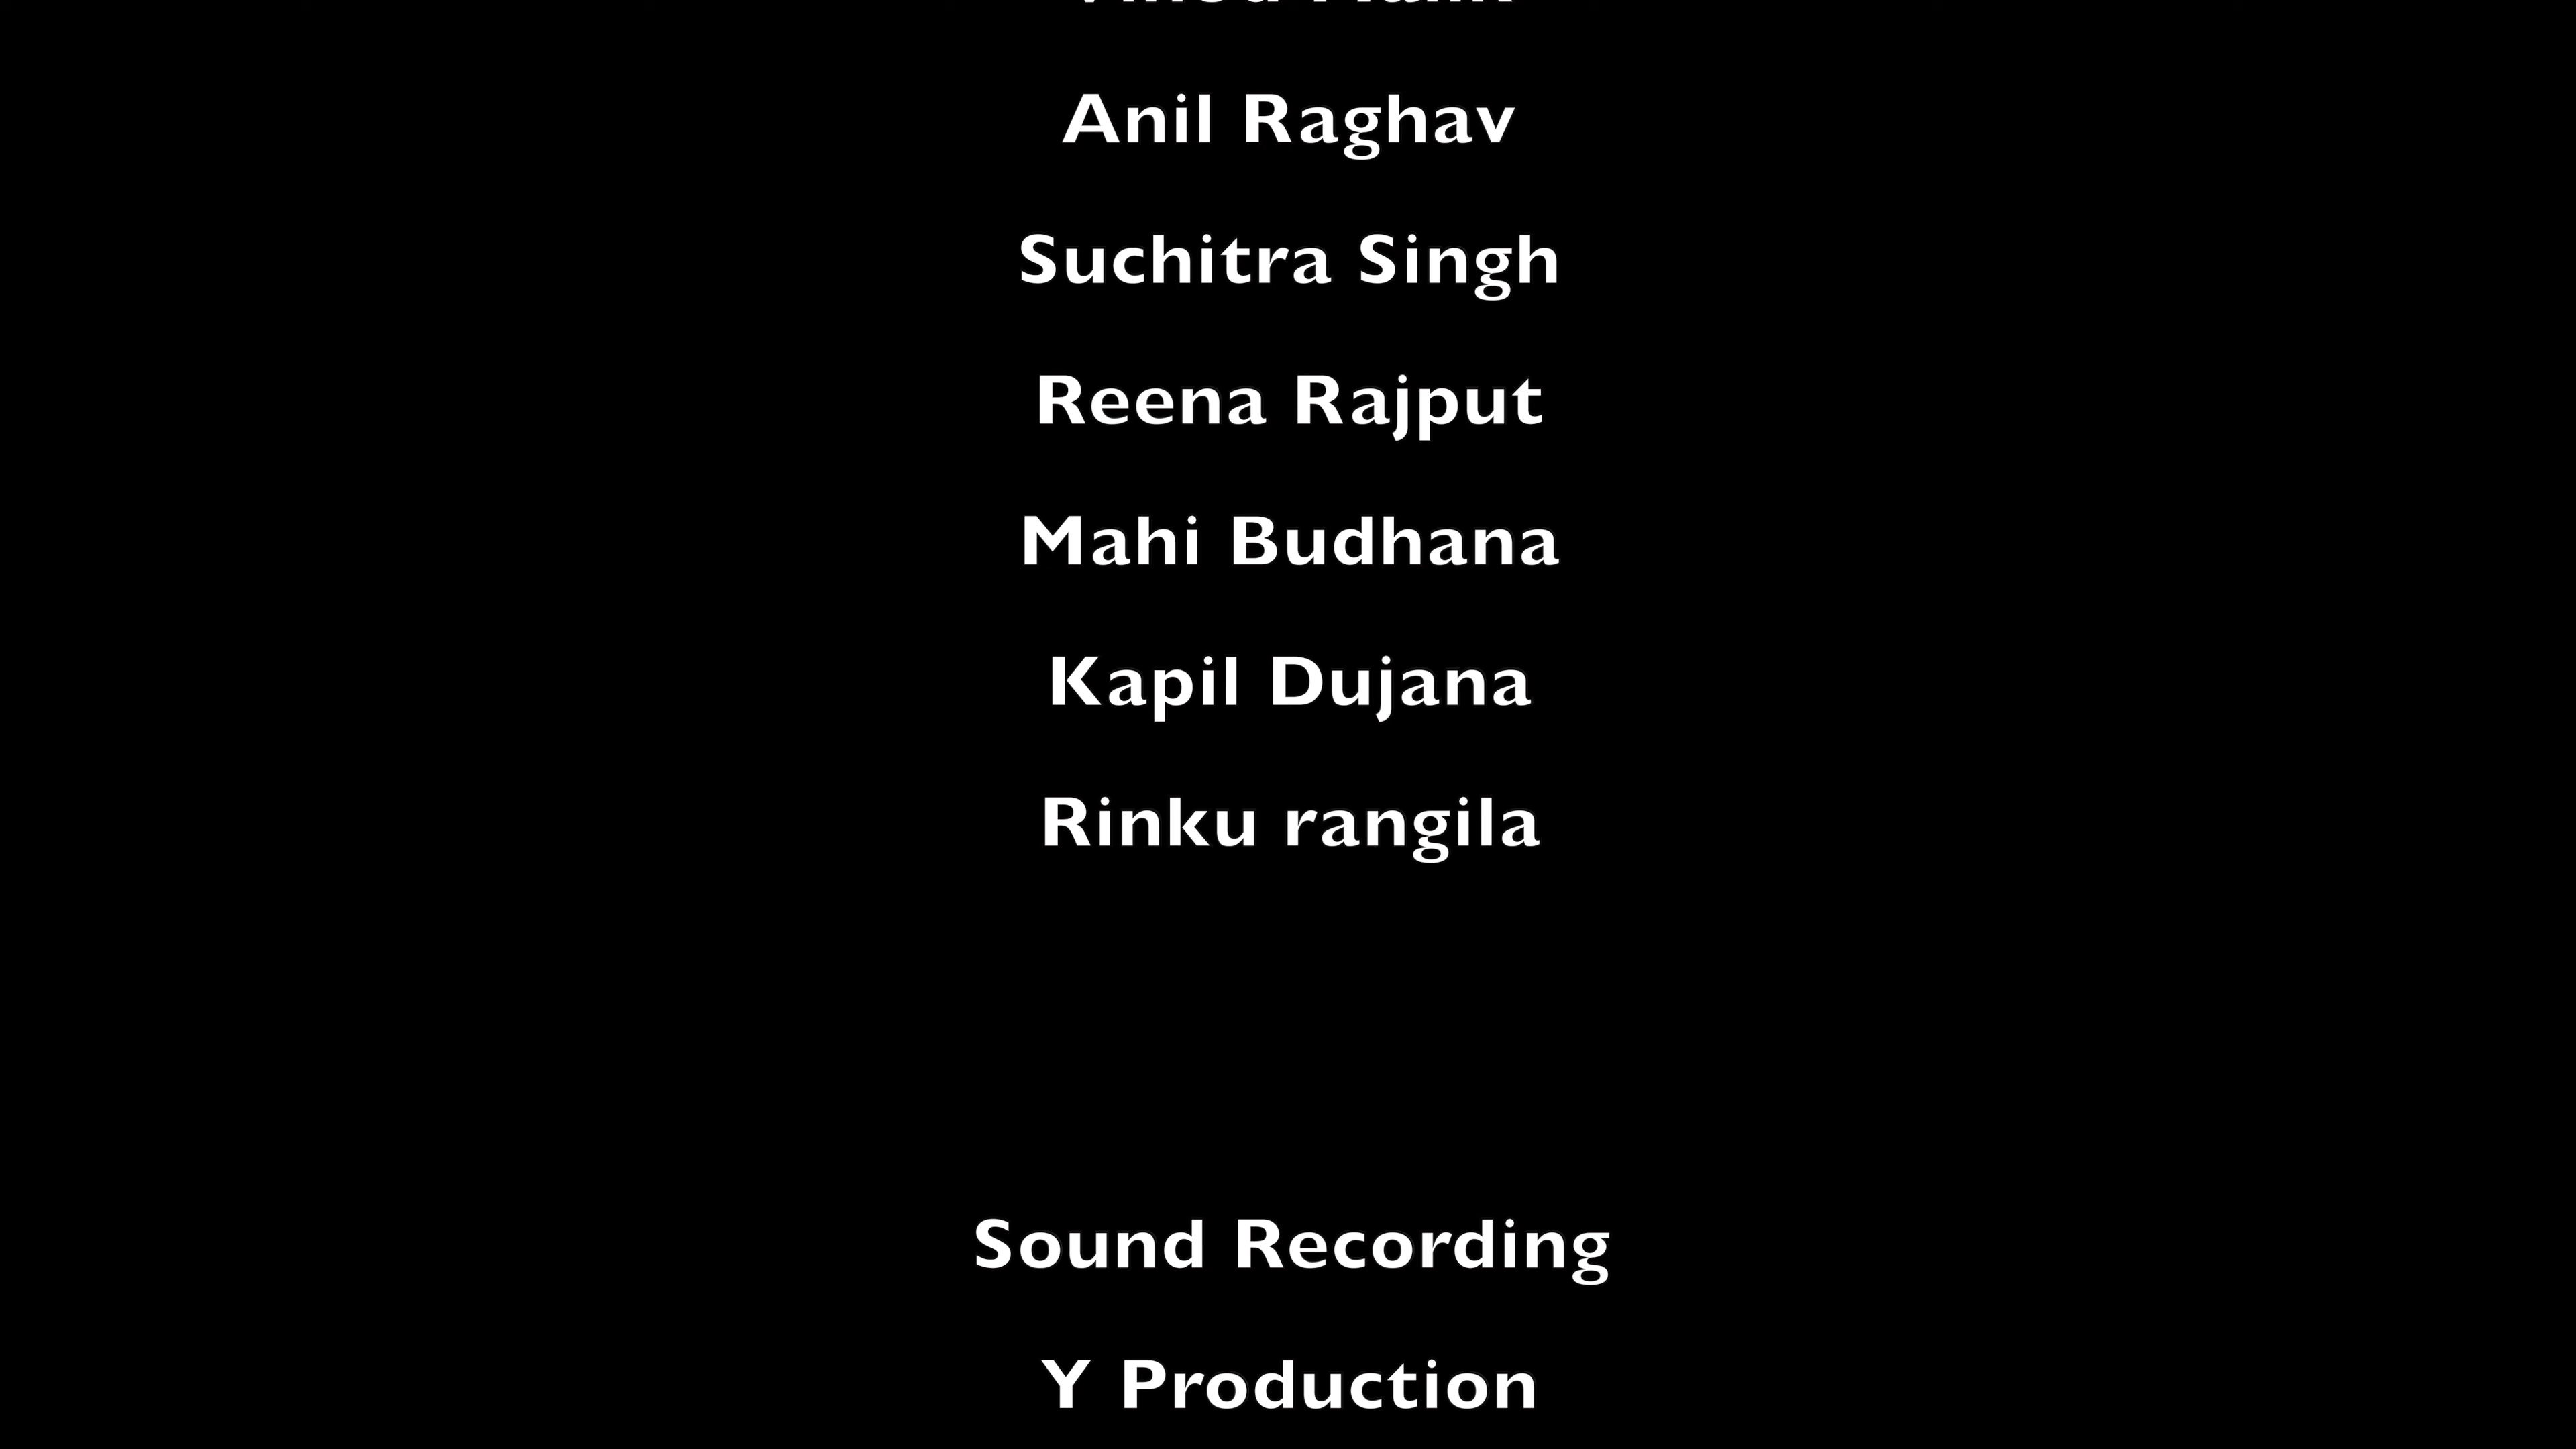 Anil Raghav
Suchitra Singh
Reena Rajput
Mahi Budhana
Kapil Dujana
Rinku rangila
Sound Recording
Y Production